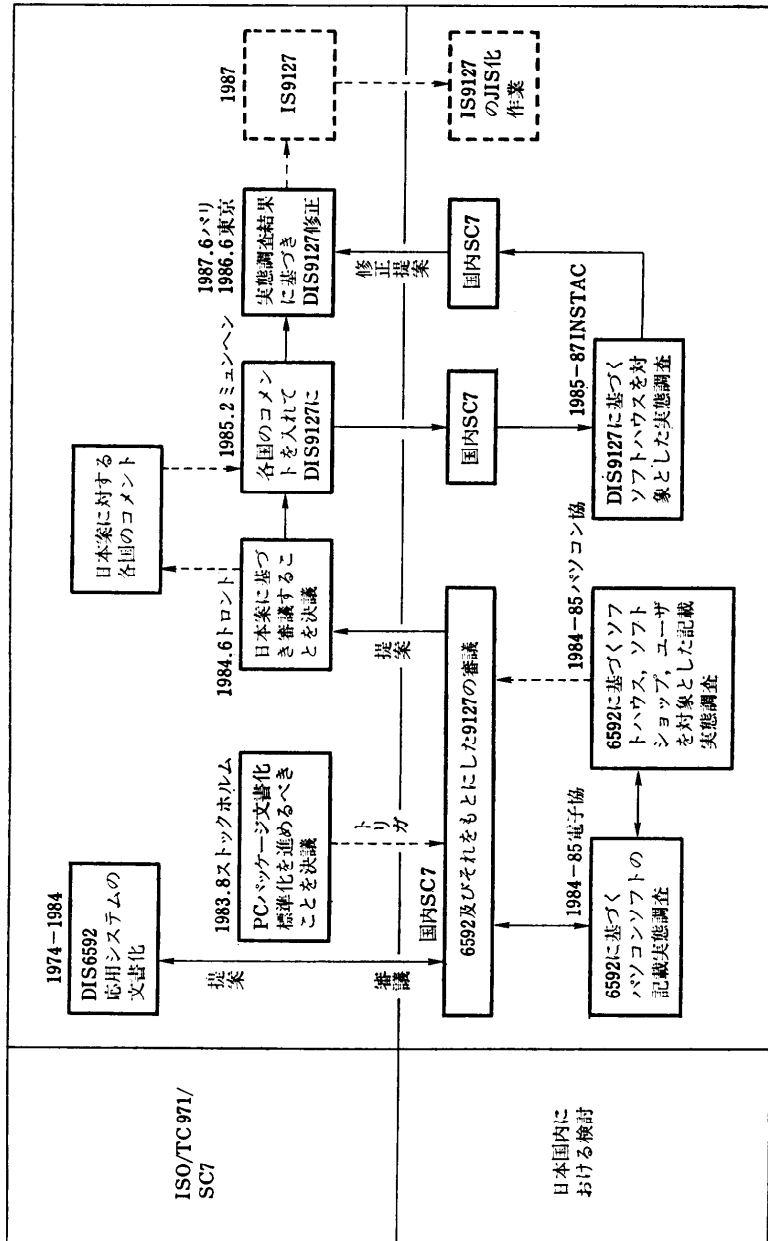 ISO/TC 971/
SC7
1974-1984
DIS6592
応用システムの
文書化
提案
審議
1983.8ストックホルム
PCパッケージ文書化
標準化を進めるべき
ことを決議
トリガ
1984.6トロント
日本案に基づ
き審議するこ
とを決議
提案
日本案に対する
各国のコメント
1985.2ミュンヘン
各国のコメン
トを入れて
DIS9127に
1987.6パリ
1986.6東京
実態調査結果
に基づき
DIS9127修正
修正提案
1987
IS9127
日本国内に
おける検討
国内SC7
6592及びそれをもとにした9127の審議
1984-85電子協
6592に基づく
パソコンソフトの
記載実態調査
1984-85パソコン協
6592に基づくソフ
トハウス,ソフト
ショップ,ユーザ
を対象とした記載
実態調査
国内SC7
1985-87INSTAC
DIS9127に基づく
ソフトハウスを対
象とした実態調査
国内SC7
IS9127
のJIS化
作業